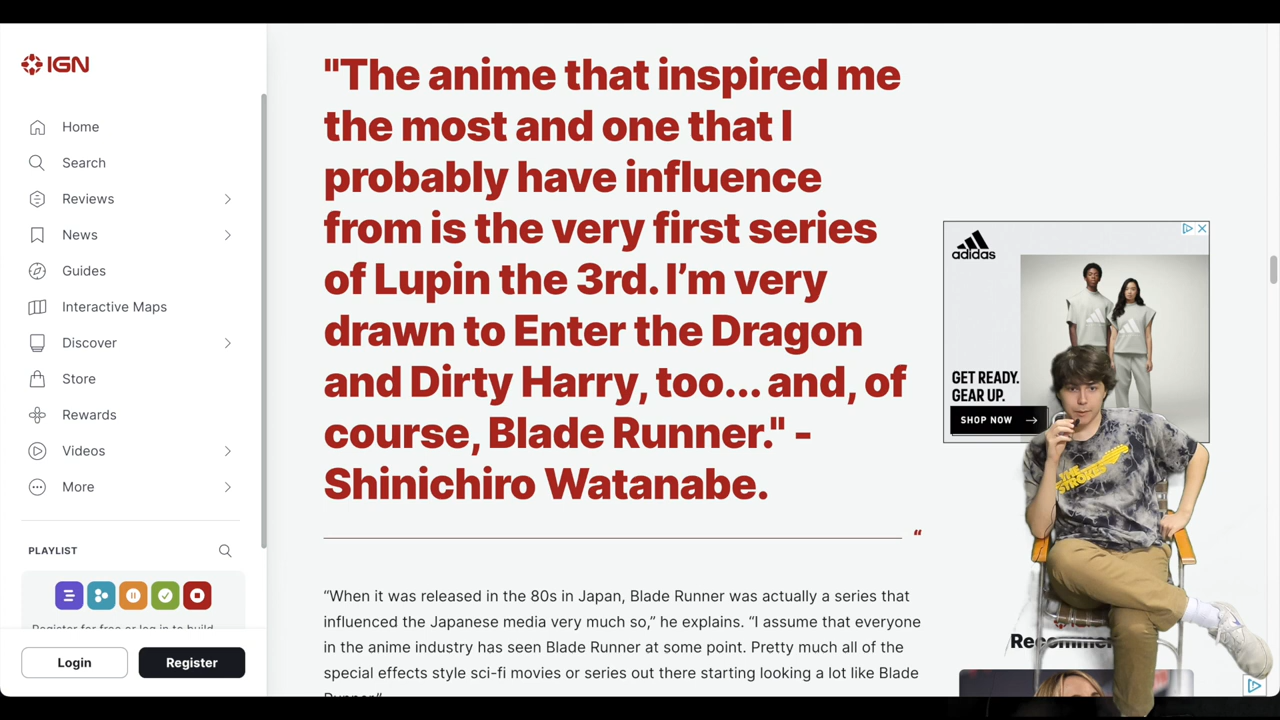 IGN
Home
Search
Reviews
News
Guides
Interactive Maps
Discover
Store
Rewards
Videos
More
PLAYLIST
Login
Register
"The anime that inspired me
the most and one that I
probably have influence
from is the very first series
of Lupin the 3rd. I’m very
drawn to Enter the Dragon
and Dirty Harry, too... and, of
course, Blade Runner." -
Shinichiro Watanabe.
“
“When it was released in the 80s in Japan, Blade Runner was actually a series that
influenced the Japanese media very much so,” he explains. “I assume that everyone
in the anime industry has seen Blade Runner at some point. Pretty much all of the
special effects style sci-fi movies or series out there starting looking a lot like Blade
adidas
GET READY.
GEAR UP.
SHOP NOW
THE
STROKES